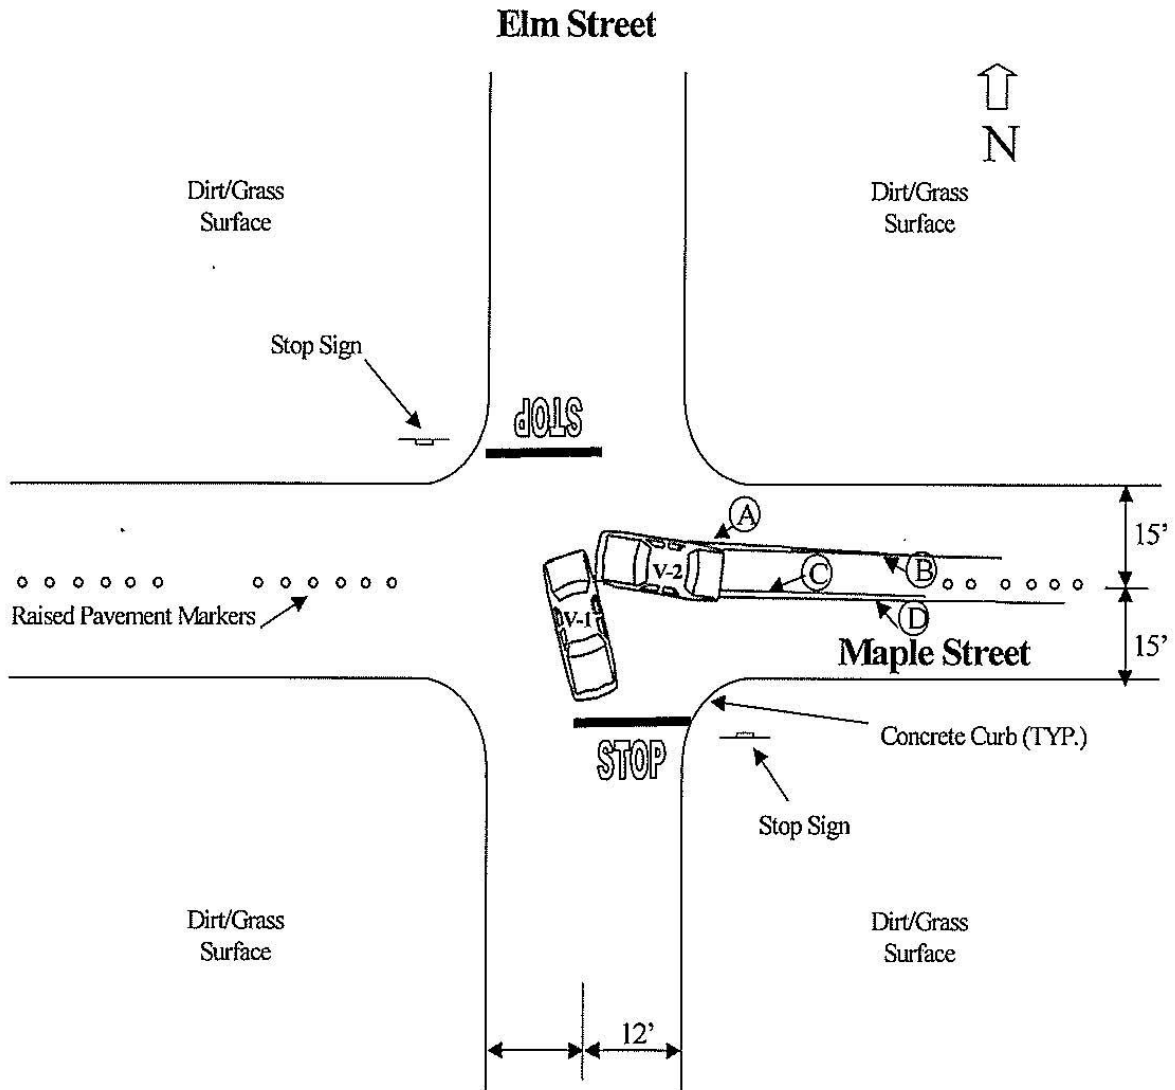 Elm Street
N
Dirt/Grass
Surface
Dirt/Grass
Surface
Stop Sign
STOP
A
15'
V-2
B
C
Raised Pavement Markers
V-1
D
15'
Maple Street
Concrete Curb (TYP.)
STOP
Stop Sign
Dirt/Grass
Surface
Dirt/Grass
Surface
12'